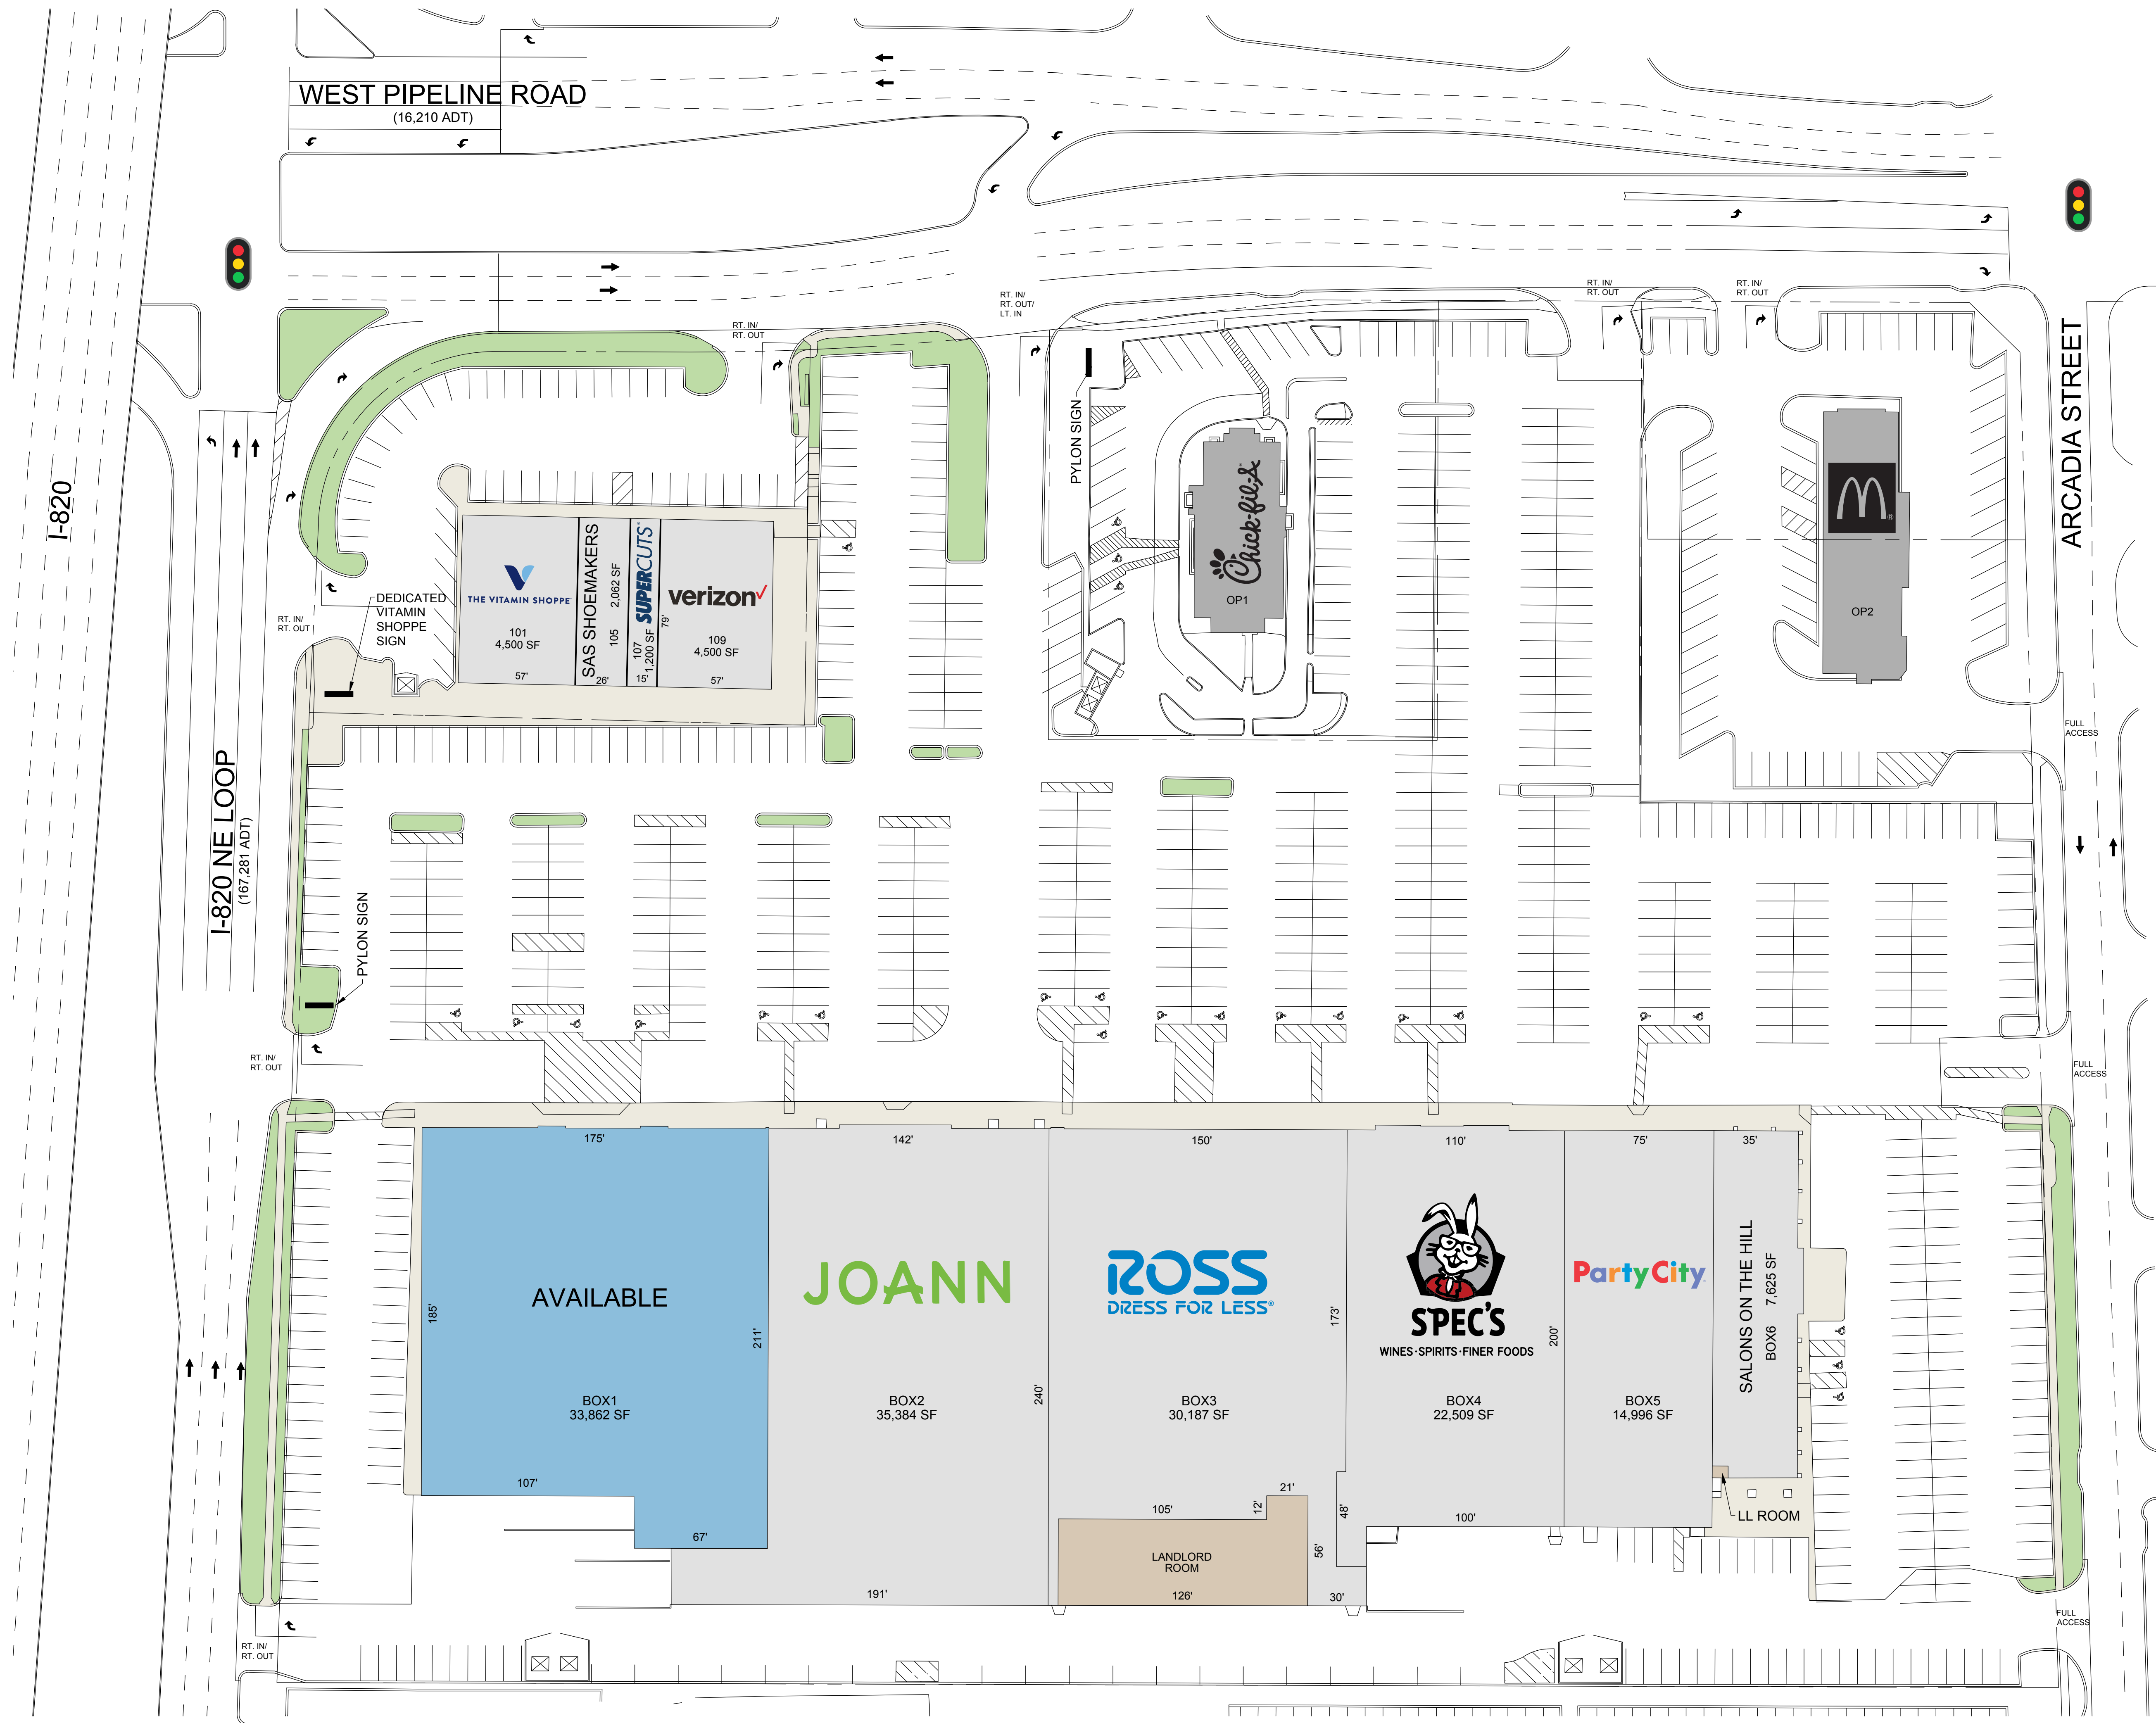 WEST PIPELINE ROAD
(16,210 ADT)
I-820
I-820 NE LOOP
(167,281 ADT)
ARCADIA STREET
RT. IN/
RT. OUT
RT. IN/
RT. OUT/
LT. IN
RT. IN/
RT. OUT
RT. IN/
RT. OUT
PYLON SIGN
THE VITAMIN SHOPPE
101
4,500 SF
57'
SAS SHOEMAKERS
105 2,062 SF
26'
SUPERCUTS®
107
1,200 SF
15'
79'
verizon
109
4,500 SF
57'
DEDICATED
VITAMIN
SHOPPE
SIGN
RT. IN/
RT. OUT
Chick-fil-A
OP1
M®
OP2
FULL
ACCESS
PYLON SIGN
RT. IN/
RT. OUT
FULL
ACCESS
175'
185'
AVAILABLE
211'
BOX1
33,862 SF
107'
67'
142'
JOANN
BOX2
35,384 SF
240'
191'
150'
ROSS
DRESS FOR LESS®
173'
BOX3
30,187 SF
105'
12'
21'
48'
56'
LANDLORD
ROOM
126'
30'
110'
SPEC'S
WINES·SPIRITS·FINER FOODS
200'
BOX4
22,509 SF
100'
75'
Party City
BOX5
14,996 SF
35'
SALONS ON THE HILL
BOX6 7,625 SF
LL ROOM
RT. IN/
RT. OUT
FULL
ACCESS